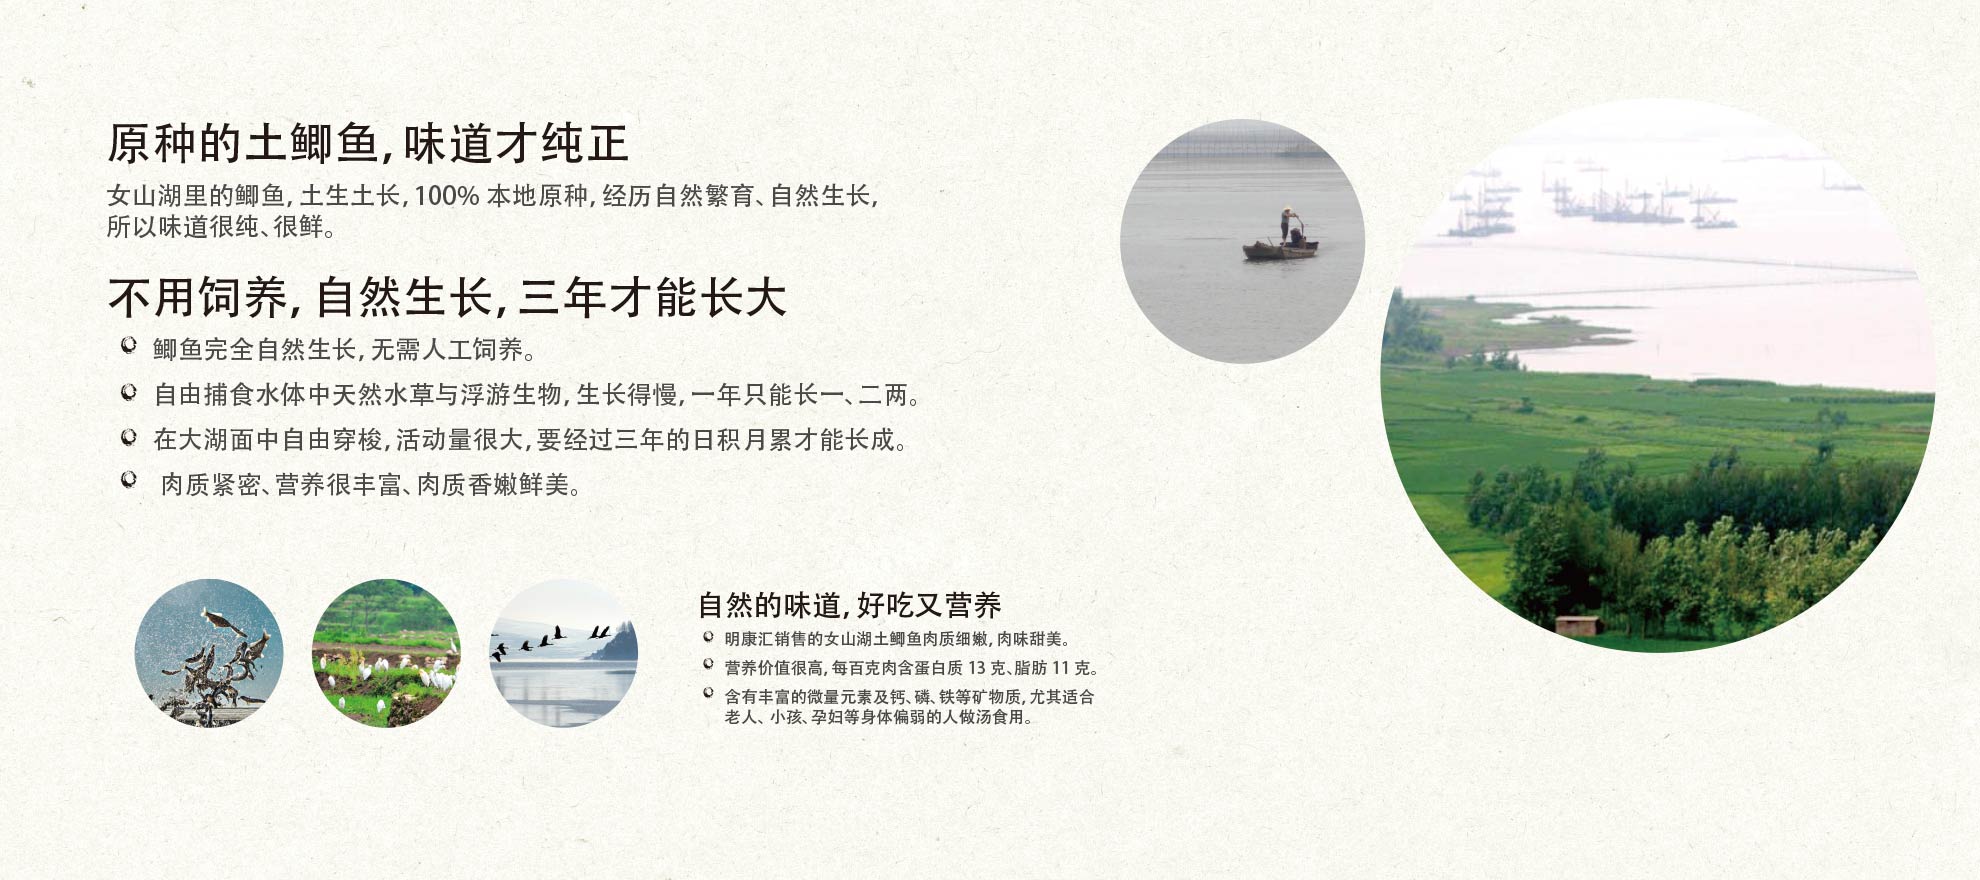 原种的土鲫鱼,味道才纯正
女山湖里的鲫鱼,土生土长,100% 本地原种,经历自然繁育、自然生长,
所以味道很纯、很鲜。
不用饲养,自然生长,三年才能长大
鲫鱼完全自然生长,无需人工饲养。
自由捕食水体中天然水草与浮游生物,生长得慢,一年只能长一、二两。
在大湖面中自由穿梭,活动量很大,要经过三年的日积月累才能长成。
肉质紧密、营养很丰富、肉质香嫩鲜美。
自然的味道,好吃又营养
明康汇销售的女山湖土鲫鱼肉质细嫩,肉味甜美。
营养价值很高,每百克肉含蛋白质 13 克、脂肪 11 克。
含有丰富的微量元素及钙、磷、铁等矿物质,尤其适合
老人、小孩、孕妇等身体偏弱的人做汤食用。